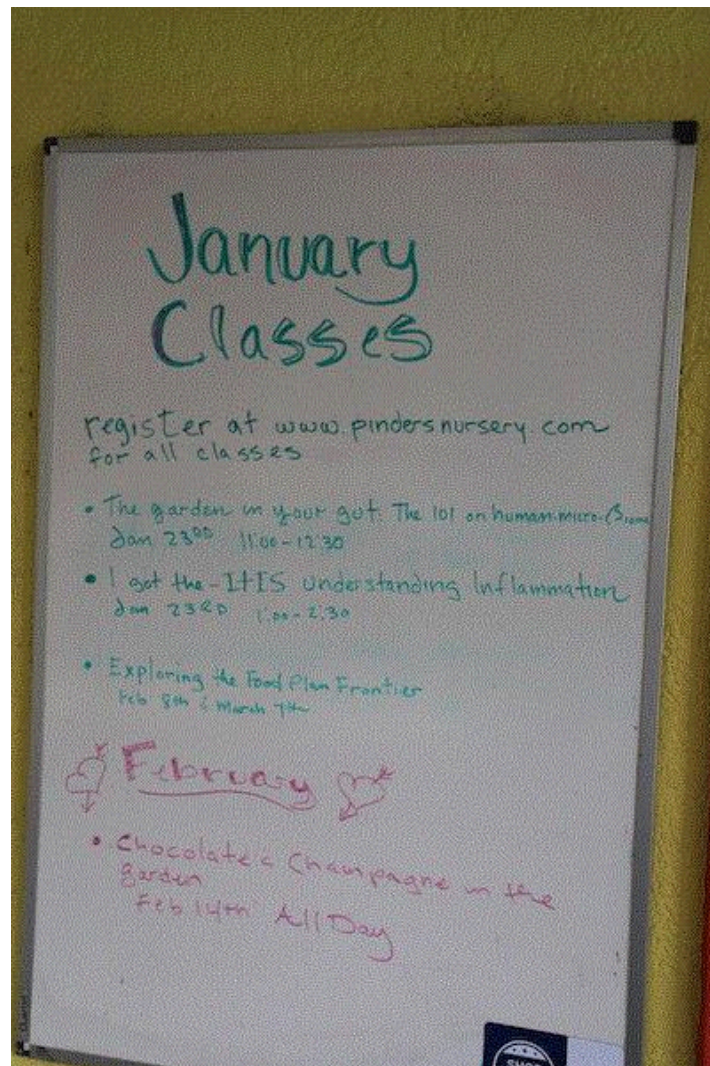 January
Classes
register at www.pindersnursery.com
for all classes
• The garden in your gut: The 101 on human-micro-Biome
Jan 23RD 11:00-12:30
• I got the -ITIS understanding Inflammation
Jan 23RD 1:00-2:30
• Exploring the Food Plan Frontier
Feb 8th & March 7th
February
• Chocolate & Champagne in the
garden
Feb 14th All Day
SHOP